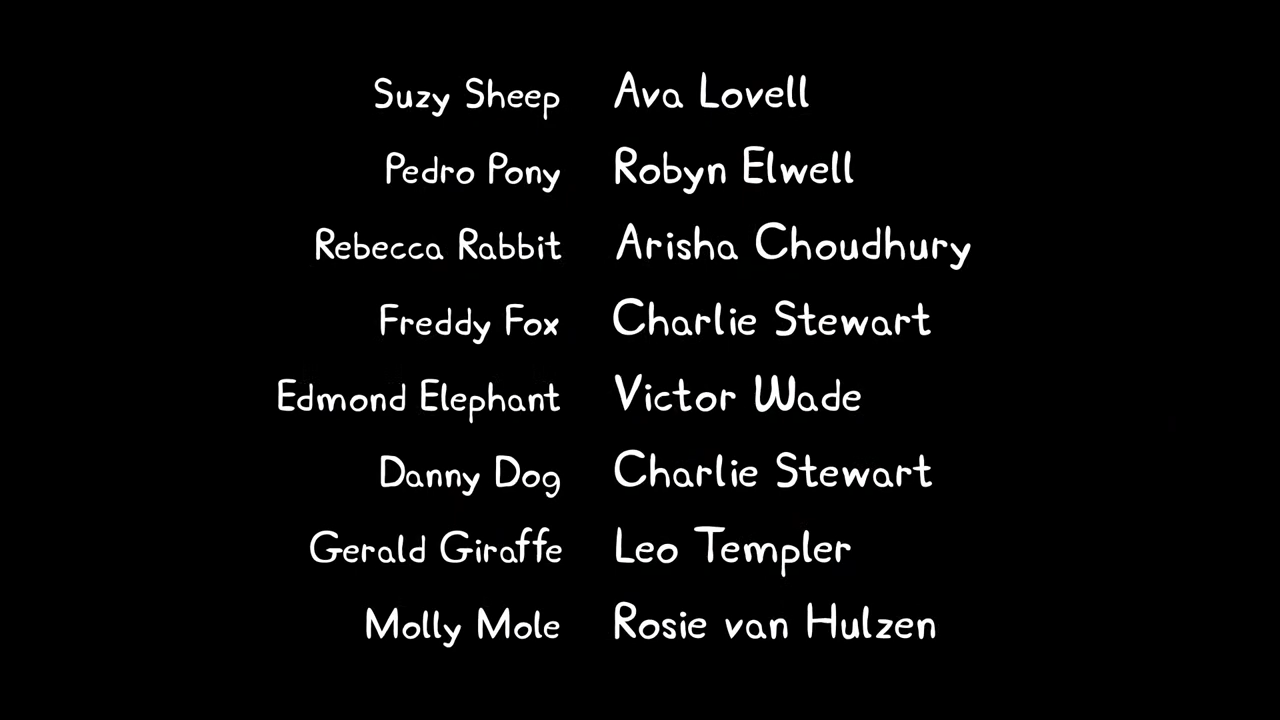 Suzy Sheep Ava Lovell
Pedro Pony Robyn Elwell
Rebecca Rabbit Arisha Choudhury
Freddy Fox Charlie Stewart
Edmond Elephant Victor Wade
Danny Dog Charlie Stewart
Gerald Giraffe Leo Templer
Molly Mole Rosie van Hulzen